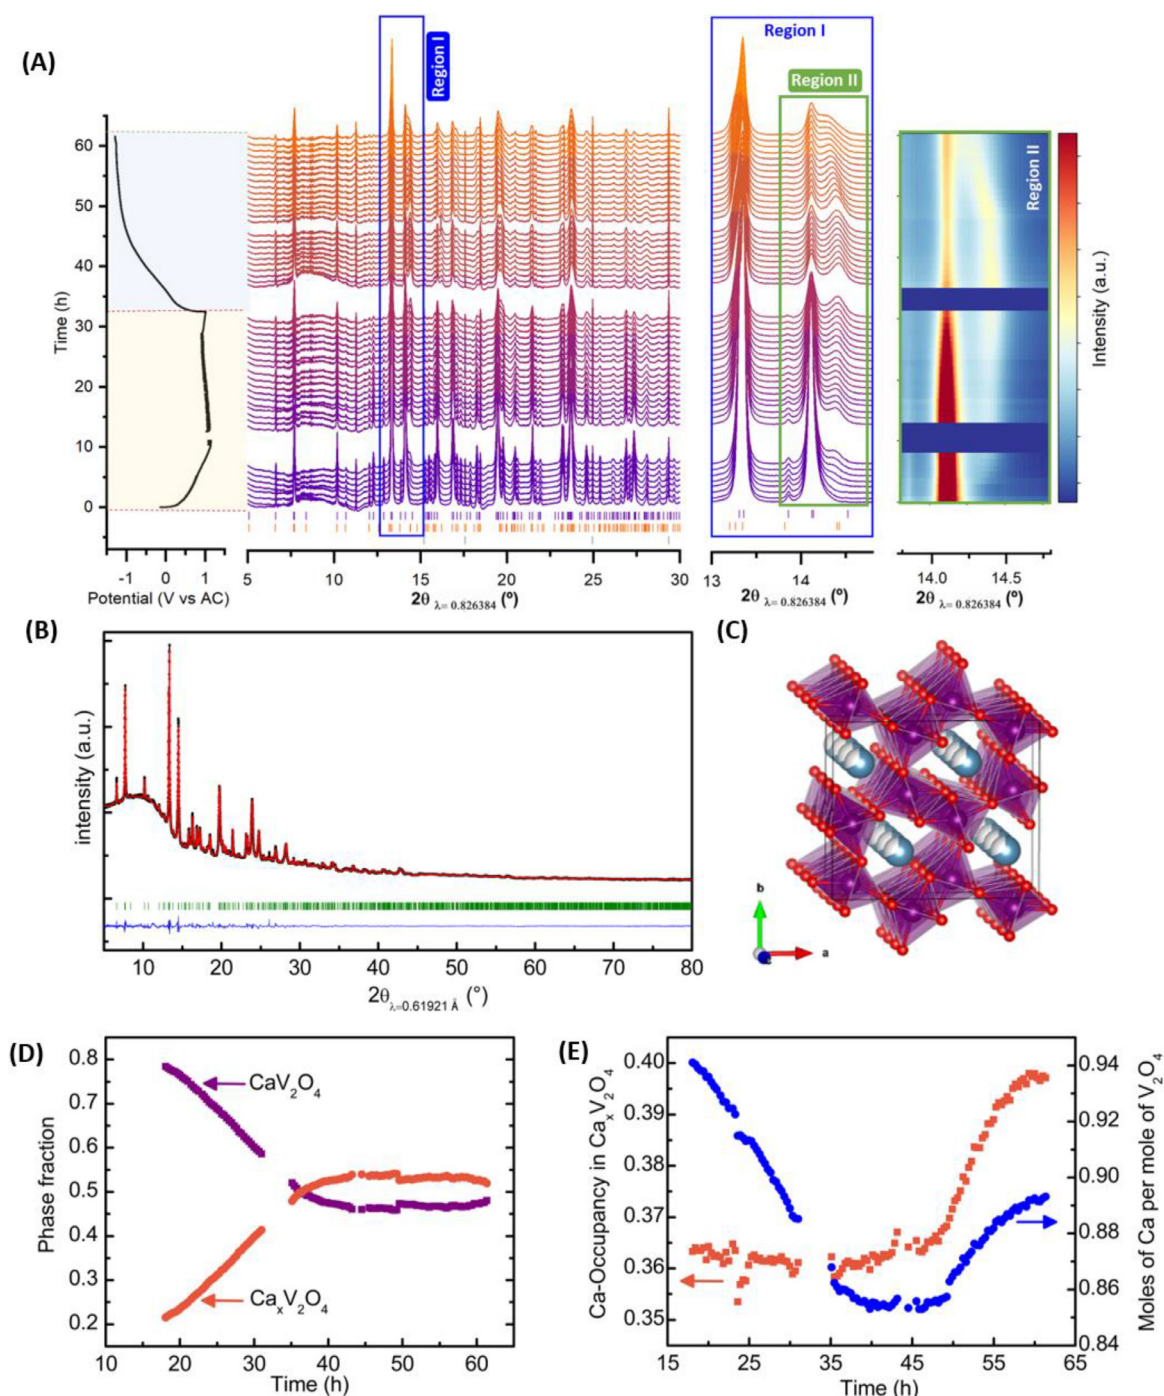 (A)
Region I
Region I
Region II
Region II
Time (h)
60
50
40
30
20
10
0
-1 0 1
Potential (V vs AC)
5 10 15 20 25 30
2θ λ= 0.826384 (º)
13 14
2θ λ= 0.826384 (º)
14.0 14.5
2θ λ= 0.826384 (º)
Intensity (a.u.)
(B)
intensity (a.u.)
10 20 30 40 50 60 70 80
2θλ=0.61921 Å (°)
(C)
b
a
(D)
Phase fraction
0.8
0.7
0.6
0.5
0.4
0.3
0.2
CaV2O4
CaxV2O4
10 20 30 40 50 60
Time (h)
(E)
Ca-Occupancy in CaxV2O4
0.40
0.39
0.38
0.37
0.36
0.35
15 25 35 45 55 65
Time (h)
0.94
0.92
0.90
0.88
0.86
0.84
Moles of Ca per mole of V2O4